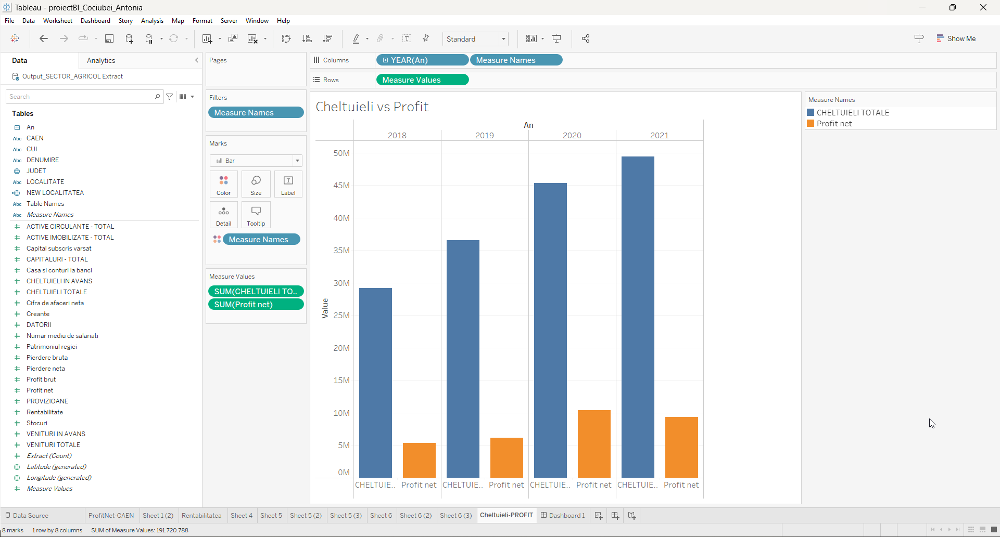 Tableau - proiectBI_Cociubei_Antonia
File Data Worksheet Dashboard Story Analysis Map Format Server Window Help
Standard
Show Me
Data Analytics
Output_SECTOR_AGRICOL Extract
Search
Tables
An
Abc CAEN
Abc CUI
Abc DENUMIRE
JUDET
Abc LOCALITATE
NEW LOCALITATEA
Abc Table Names
Abc Measure Names
ACTIVE CIRCULANTE - TOTAL
ACTIVE IMOBILIZATE - TOTAL
Capital subscris varsat
CAPITALURI - TOTAL
Casa si conturi la banci
CHELTUIELI IN AVANS
CHELTUIELI TOTALE
Cifra de afaceri neta
Creante
DATORII
Numar mediu de salariati
Patrimoniul regiei
Pierdere bruta
Pierdere neta
Profit brut
Profit net
PROVIZIOANE
Rentabilitate
Stocuri
VENITURI IN AVANS
VENITURI TOTALE
Extract (Count)
Latitude (generated)
Longitude (generated)
Measure Values
Pages
Filters
Measure Names
Marks
Bar
Color Size Label
Detail Tooltip
Measure Names
Measure Values
SUM(CHELTUIELI TO..
SUM(Profit net)
Columns YEAR(An) Measure Names
Rows Measure Values
Cheltuieli vs Profit
An
2018 2019 2020 2021
50M
45M
40M
35M
30M
25M
20M
15M
10M
5M
0M
Value
CHELTUIE.. Profit net CHELTUIE.. Profit net CHELTUIE.. Profit net CHELTUIE.. Profit net
Measure Names
CHELTUIELI TOTALE
Profit net
Data Source ProfitNet-CAEN Sheet 1 (2) Rentabilitatea Sheet 4 Sheet 5 Sheet 5 (2) Sheet 5 (3) Sheet 6 Sheet 6 (2) Sheet 6 (3) Cheltuieli-PROFIT Dashboard 1
8 marks 1 row by 8 columns SUM of Measure Values: 191.720.788